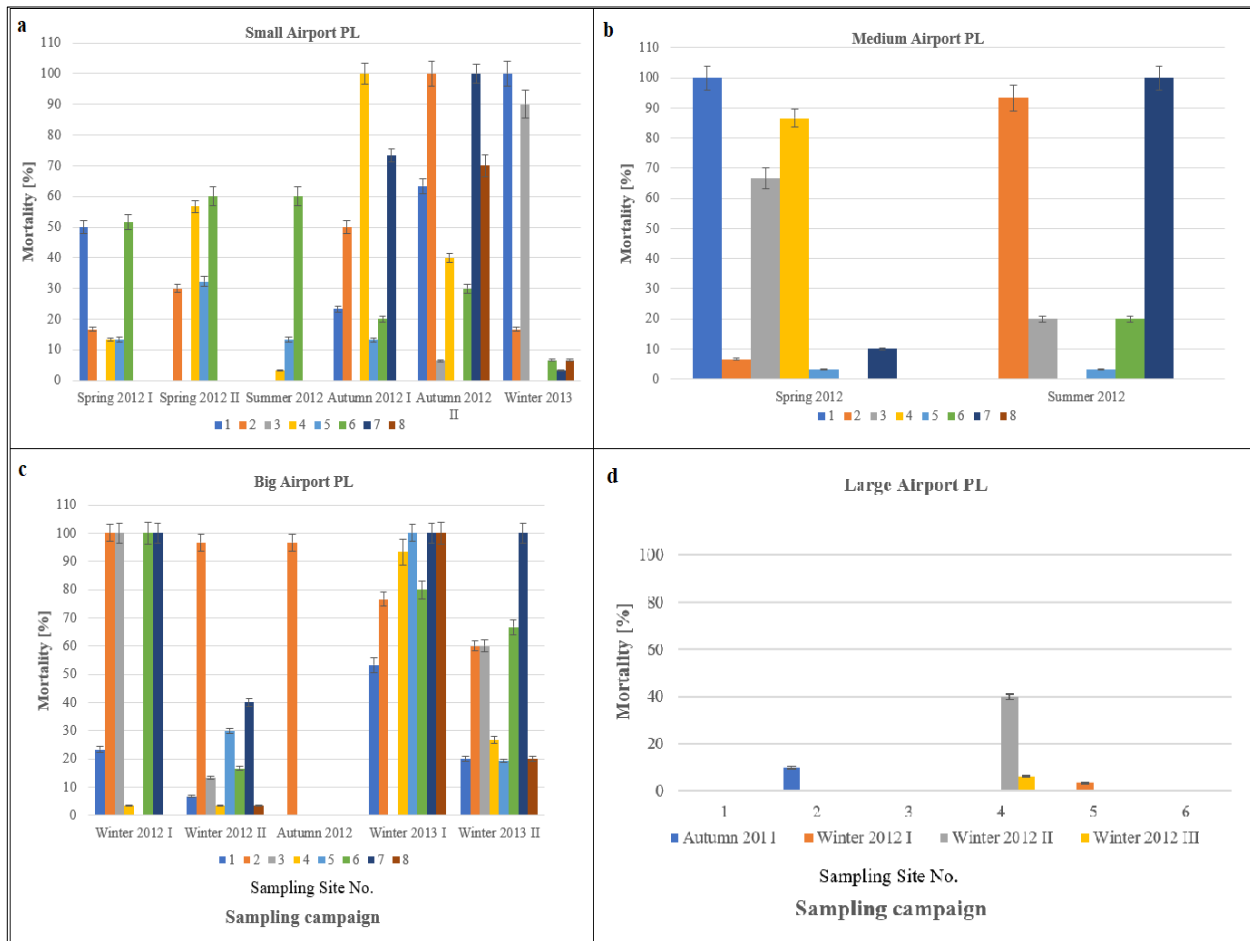 a
Small Airport PL
110
100
90
80
70
60
50
40
30
20
10
0
Mortality [%]
Spring 2012 I Spring 2012 II Summer 2012 Autumn 2012 I Autumn 2012 II Winter 2013
1 2 3 4 5 6 7 8
b
Medium Airport PL
110
100
90
80
70
60
50
40
30
20
10
0
Mortality [%]
Spring 2012 Summer 2012
1 2 3 4 5 6 7 8
c
Big Airport PL
110
100
90
80
70
60
50
40
30
20
10
0
Mortality [%]
Winter 2012 I Winter 2012 II Autumn 2012 Winter 2013 I Winter 2013 II
1 2 3 4 5 6 7 8
Sampling Site No.
Sampling campaign
d
Large Airport PL
100
80
60
40
20
0
Mortality [%]
1 2 3 4 5 6
Autumn 2011 Winter 2012 I Winter 2012 II Winter 2012 III
Sampling Site No.
Sampling campaign